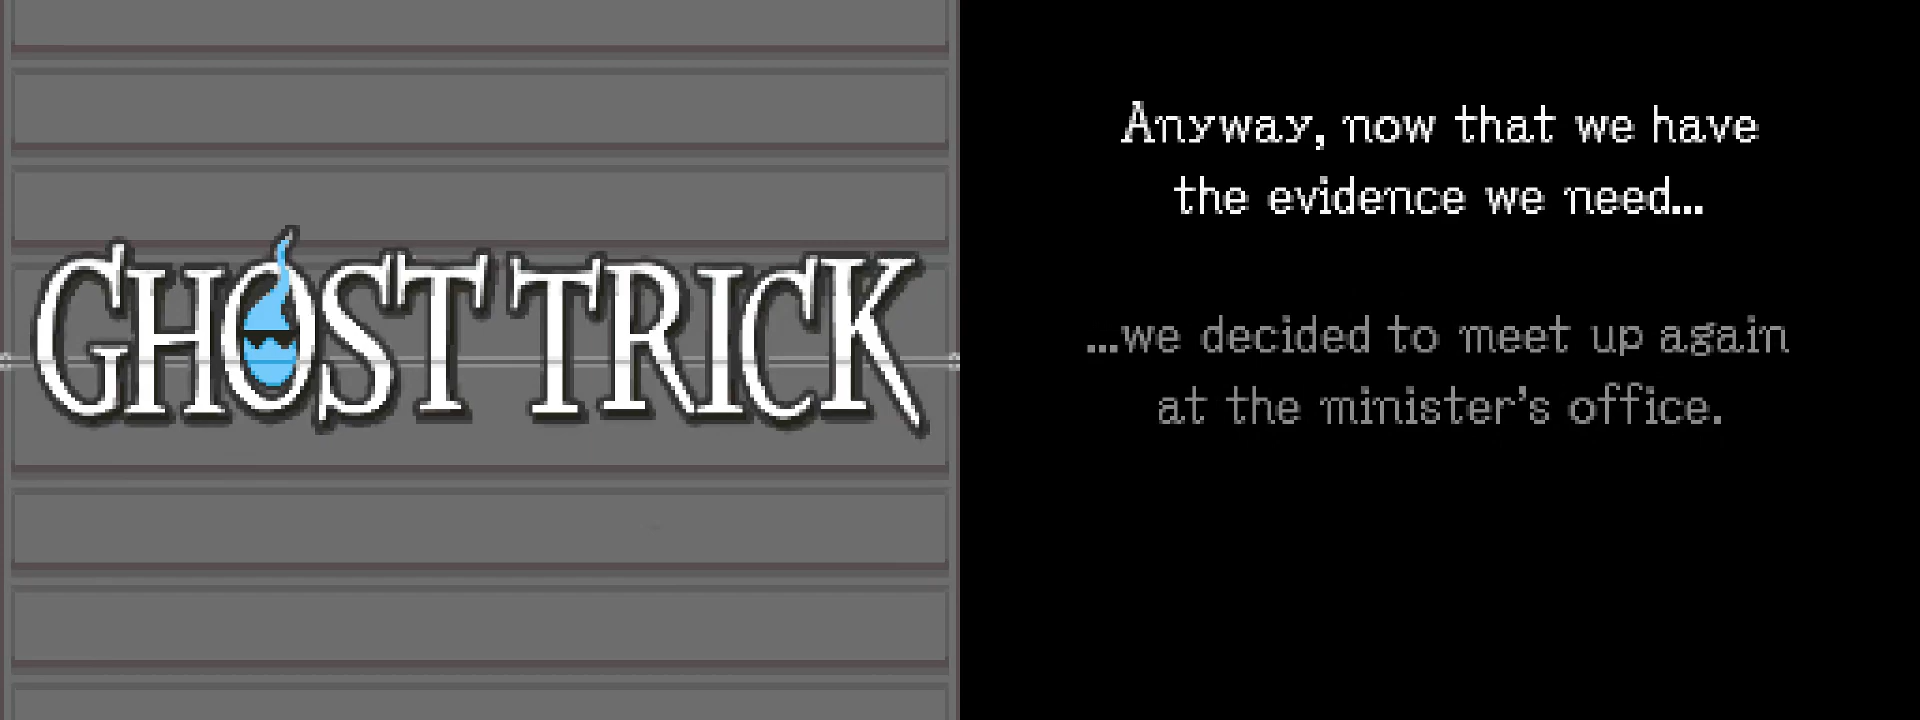 GHOST TRICK
Anyway, now that we have
the evidence we need...
...we decided to meet up again
at the minister's office.